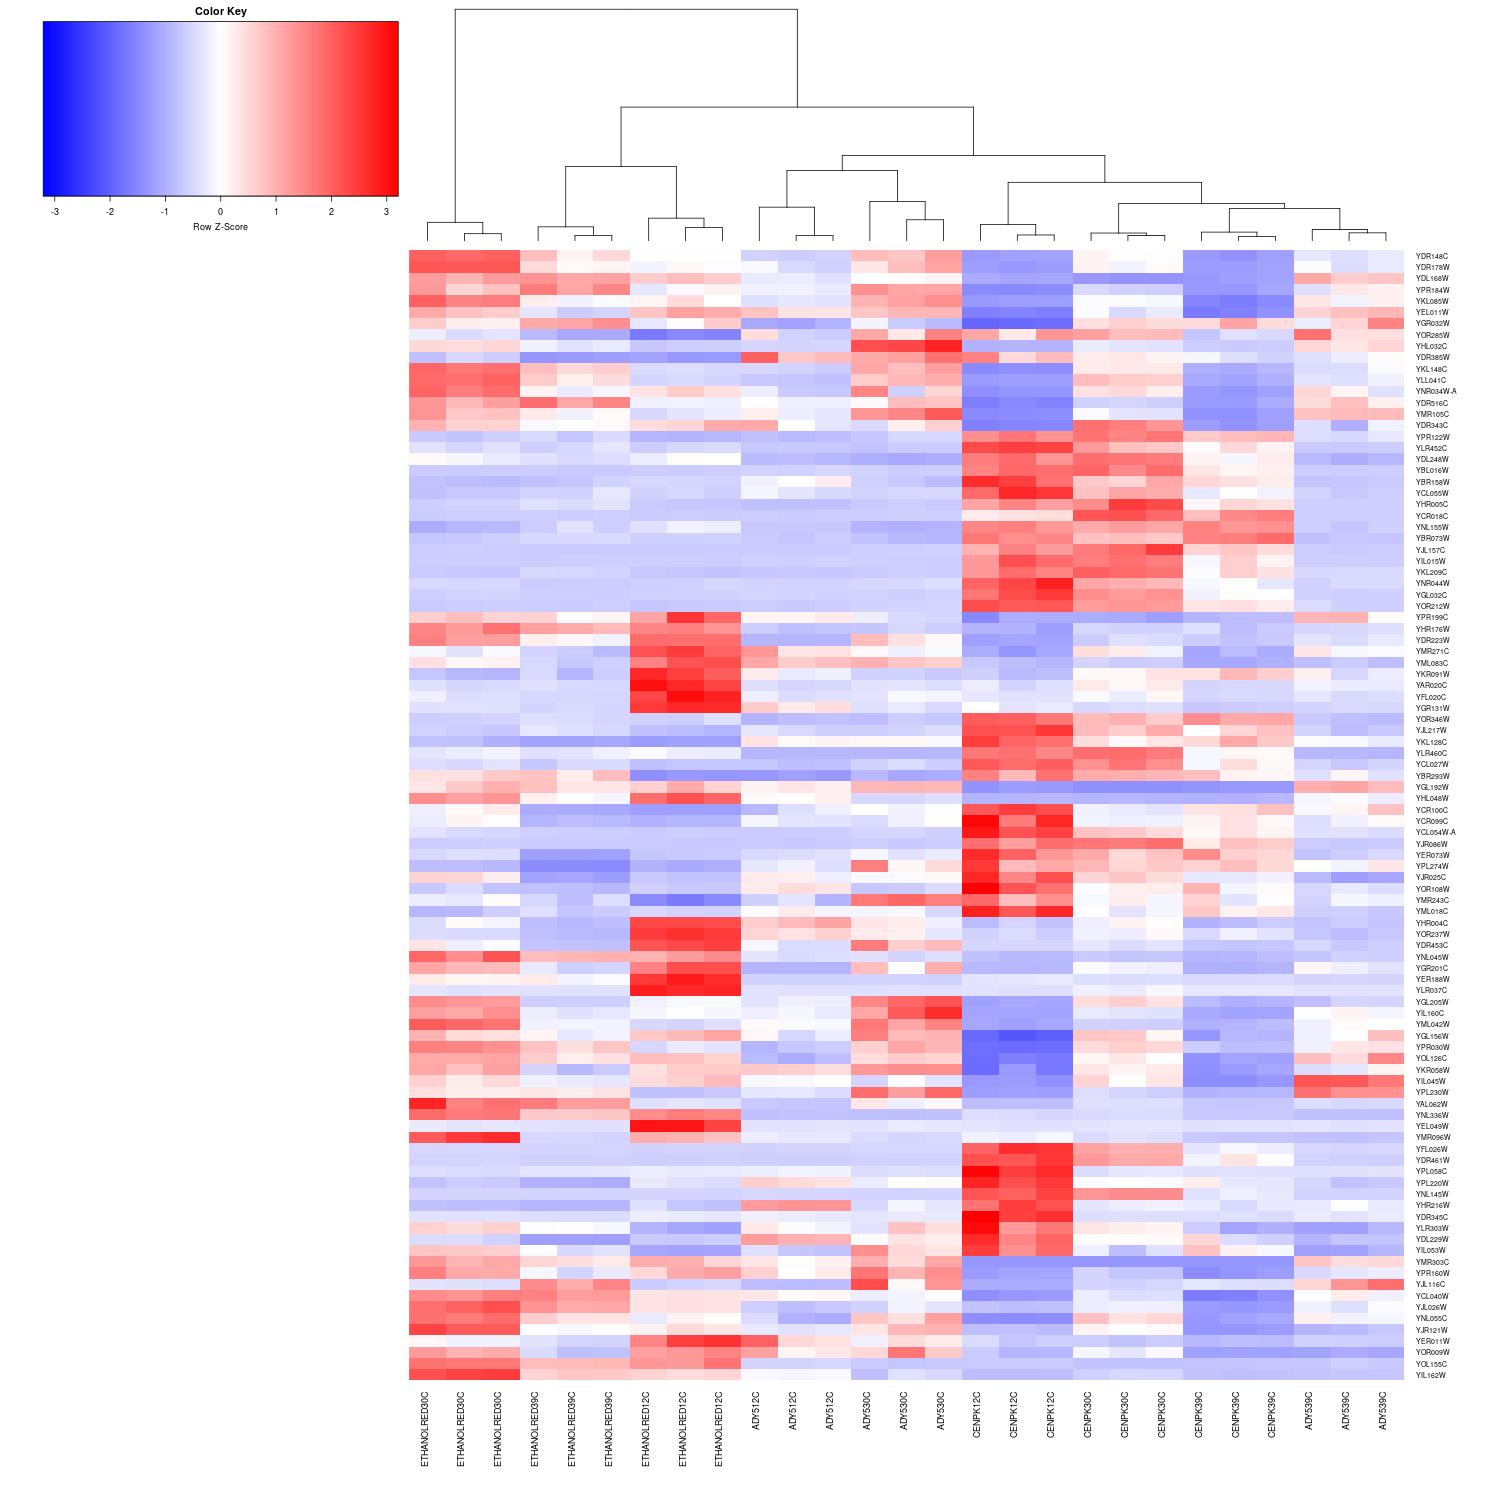 Color Key
-3 -2 -1 0 1 2 3
Row Z-Score
YDR148C
YDR178W
YDL168W
YPR184W
YKL085W
YEL011W
YGR032W
YOR285W
YHL032C
YDR385W
YKL148C
YLL041C
YNR034W-A
YDR516C
YMR105C
YDR343C
YPR122W
YLR452C
YDL248W
YBL016W
YBR158W
YCL055W
YHR005C
YCR018C
YNL155W
YBR073W
YJL157C
YIL015W
YKL209C
YNR044W
YGL032C
YOR212W
YPR199C
YHR176W
YDR223W
YMR271C
YML083C
YKR091W
YAR020C
YFL020C
YGR131W
YOR346W
YJL217W
YKL128C
YLR460C
YCL027W
YBR293W
YGL192W
YHL048W
YCR100C
YCR099C
YCL054W-A
YJR086W
YER073W
YPL274W
YJR025C
YOR108W
YMR243C
YML018C
YHR004C
YOR237W
YDR453C
YNL045W
YGR201C
YER188W
YLR037C
YGL205W
YIL160C
YML042W
YGL156W
YPR030W
YOL126C
YKR058W
YIL045W
YPL230W
YAL062W
YNL336W
YEL049W
YMR096W
YFL026W
YDR461W
YPL058C
YPL220W
YNL145W
YHR216W
YDR345C
YLR303W
YDL229W
YIL053W
YMR303C
YPR160W
YJL116C
YCL040W
YJL026W
YNL055C
YJR121W
YER011W
YOR009W
YOL155C
YIL162W
ETHANOLRED30C
ETHANOLRED30C
ETHANOLRED30C
ETHANOLRED39C
ETHANOLRED39C
ETHANOLRED39C
ETHANOLRED12C
ETHANOLRED12C
ETHANOLRED12C
ADY512C
ADY512C
ADY512C
ADY530C
ADY530C
ADY530C
CENPK12C
CENPK12C
CENPK12C
CENPK30C
CENPK30C
CENPK30C
CENPK39C
CENPK39C
CENPK39C
ADY539C
ADY539C
ADY539C